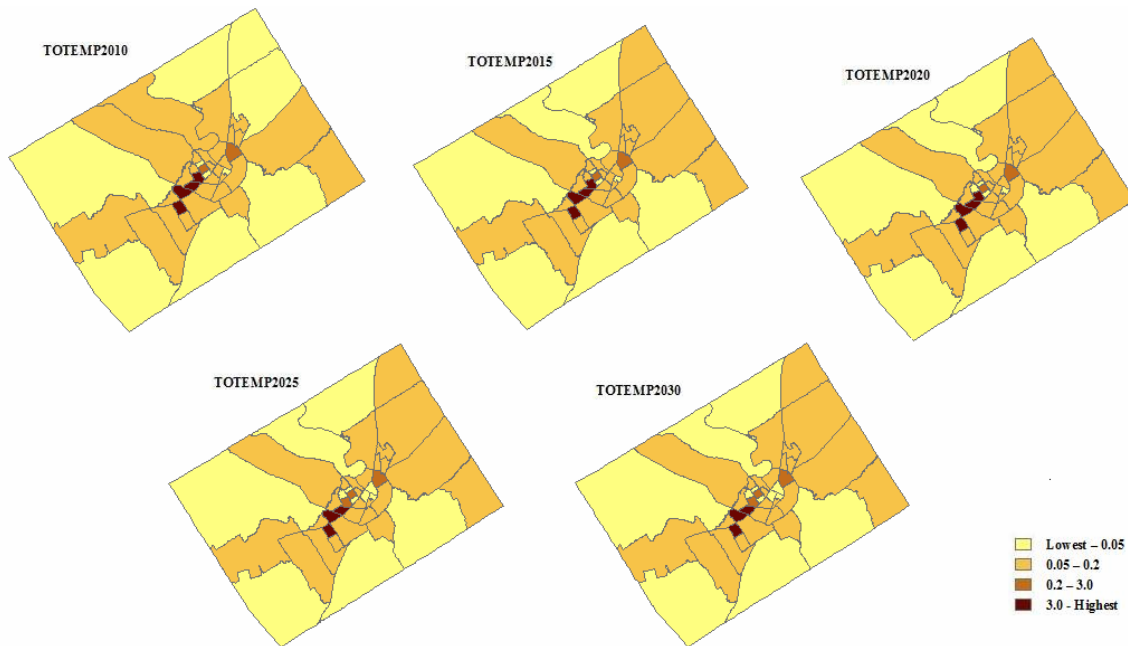 TOTEMP2010
TOTEMP2015
TOTEMP2020
TOTEMP2025
TOTEMP2030
Lowest – 0.05
0.05 – 0.2
0.2 – 3.0
3.0 - Highest